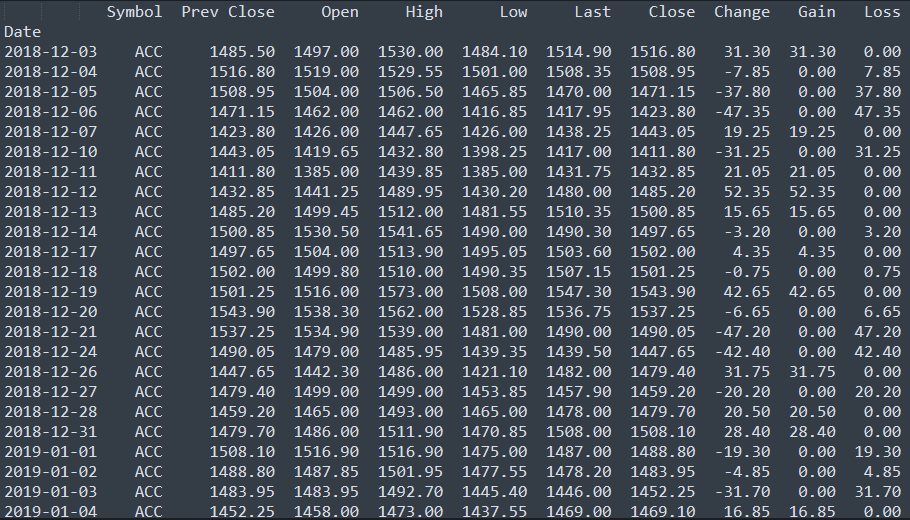 Symbol Prev Close Open High Low Last Close Change Gain Loss
Date
2018-12-03 ACC 1485.50 1497.00 1530.00 1484.10 1514.90 1516.80 31.30 31.30 0.00
2018-12-04 ACC 1516.80 1519.00 1529.55 1501.00 1508.35 1508.95 -7.85 0.00 7.85
2018-12-05 ACC 1508.95 1504.00 1506.50 1465.85 1470.00 1471.15 -37.80 0.00 37.80
2018-12-06 ACC 1471.15 1462.00 1462.00 1416.85 1417.95 1423.80 -47.35 0.00 47.35
2018-12-07 ACC 1423.80 1426.00 1447.65 1426.00 1438.25 1443.05 19.25 19.25 0.00
2018-12-10 ACC 1443.05 1419.65 1432.80 1398.25 1417.00 1411.80 -31.25 0.00 31.25
2018-12-11 ACC 1411.80 1385.00 1439.85 1385.00 1431.75 1432.85 21.05 21.05 0.00
2018-12-12 ACC 1432.85 1441.25 1489.95 1430.20 1480.00 1485.20 52.35 52.35 0.00
2018-12-13 ACC 1485.20 1499.45 1512.00 1481.55 1510.35 1500.85 15.65 15.65 0.00
2018-12-14 ACC 1500.85 1530.50 1541.65 1490.00 1490.30 1497.65 -3.20 0.00 3.20
2018-12-17 ACC 1497.65 1504.00 1513.90 1495.05 1503.60 1502.00 4.35 4.35 0.00
2018-12-18 ACC 1502.00 1499.80 1510.00 1490.35 1507.15 1501.25 -0.75 0.00 0.75
2018-12-19 ACC 1501.25 1516.00 1573.00 1508.00 1547.30 1543.90 42.65 42.65 0.00
2018-12-20 ACC 1543.90 1538.30 1562.00 1528.85 1536.75 1537.25 -6.65 0.00 6.65
2018-12-21 ACC 1537.25 1534.90 1539.00 1481.00 1490.00 1490.05 -47.20 0.00 47.20
2018-12-24 ACC 1490.05 1479.00 1485.95 1439.35 1439.50 1447.65 -42.40 0.00 42.40
2018-12-26 ACC 1447.65 1442.30 1486.00 1421.10 1482.00 1479.40 31.75 31.75 0.00
2018-12-27 ACC 1479.40 1499.00 1499.00 1453.85 1457.90 1459.20 -20.20 0.00 20.20
2018-12-28 ACC 1459.20 1465.00 1493.00 1465.00 1478.00 1479.70 20.50 20.50 0.00
2018-12-31 ACC 1479.70 1486.00 1511.90 1470.85 1508.00 1508.10 28.40 28.40 0.00
2019-01-01 ACC 1508.10 1516.90 1516.90 1475.00 1487.00 1488.80 -19.30 0.00 19.30
2019-01-02 ACC 1488.80 1487.85 1501.95 1477.55 1478.20 1483.95 -4.85 0.00 4.85
2019-01-03 ACC 1483.95 1483.95 1492.70 1445.40 1446.00 1452.25 -31.70 0.00 31.70
2019-01-04 ACC 1452.25 1458.00 1473.00 1437.55 1469.00 1469.10 16.85 16.85 0.00